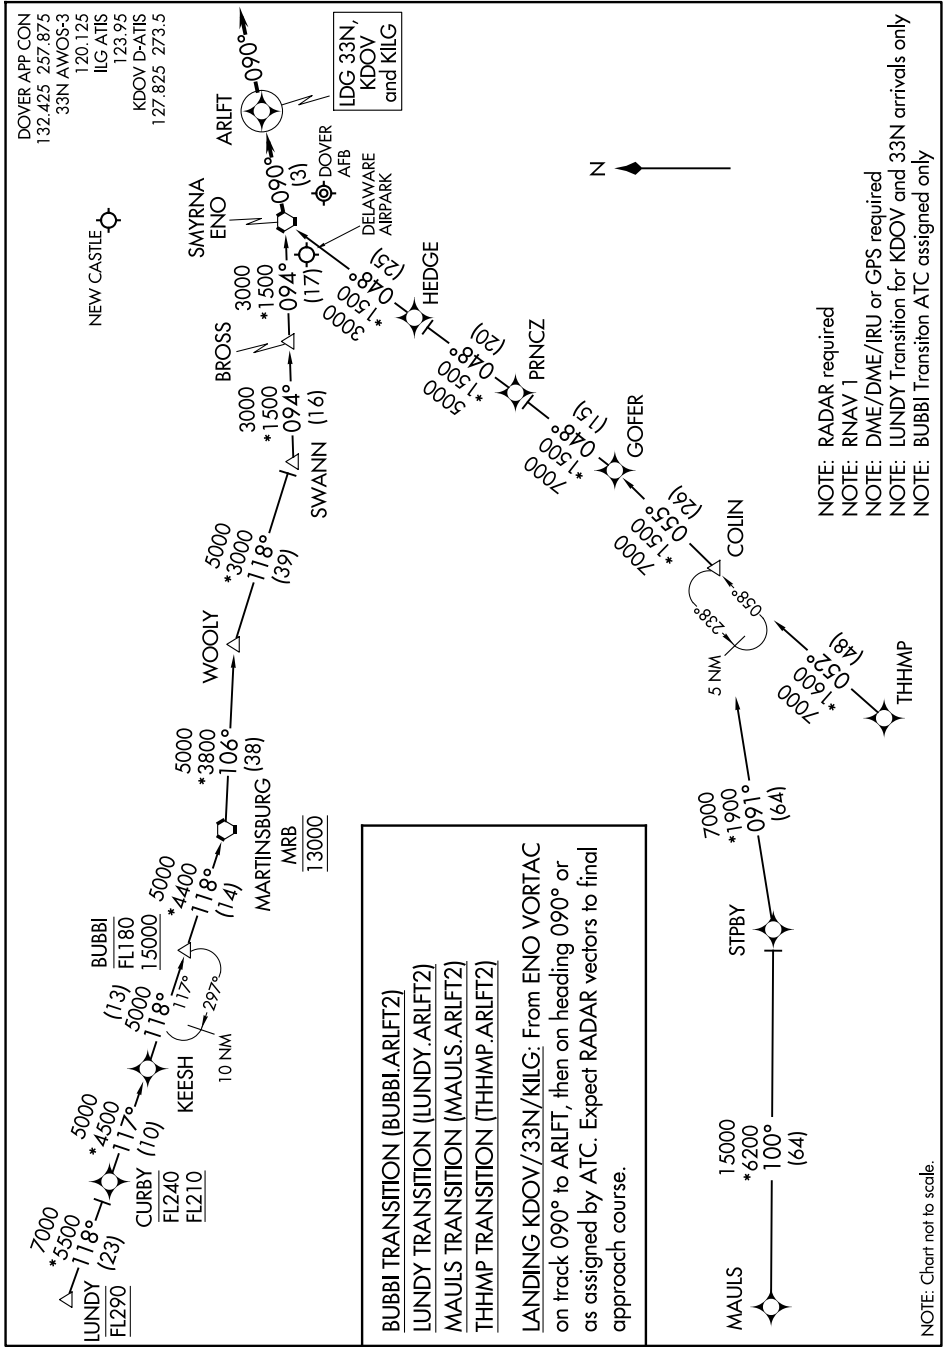 DOVER APP CON
132.425 257.875
33N AWOS-3
120.125
ILG ATIS
123.95
KDOV D-ATIS
127.825 273.5
NEW CASTLE
090°
ARLFT
LDG 33N,
KDOV
and KILG
090°
(3)
SMYRNA
ENO
DOVER
AFB
DELAWARE
AIRPARK
3000
*1500
094°
(17)
BROSS
3000
*1500
094°
(16)
SWANN
5000
*3000
118°
(39)
WOOLY
5000
*3800
106°
(38)
MARTINSBURG
MRB
13000
5000
*4400
118°
(14)
BUBBI
FL180
15000
117°
297°
10 NM
(13)
5000
118°
KEESH
5000
*4500
117°
(10)
CURBY
FL240
FL210
7000
*5500
118°
(23)
LUNDY
FL290
3000
*1500
048°
(25)
HEDGE
5000
*1500
048°
(20)
PRNCZ
7000
*1500
048°
(15)
GOFER
7000
*1500
055°
(26)
COLIN
238°
058°
5 NM
7000
*1600
052°
(48)
THHMP
7000
*1900
091°
(64)
STPBY
15000
*6200
100°
(64)
MAULS
N
BUBBI TRANSITION (BUBBI.ARLFT2)
LUNDY TRANSITION (LUNDY.ARLFT2)
MAULS TRANSITION (MAULS.ARLFT2)
THHMP TRANSITION (THHMP.ARLFT2)
LANDING KDOV/33N/KILG: From ENO VORTAC
on track 090° to ARLFT, then on heading 090° or
as assigned by ATC. Expect RADAR vectors to final
approach course.
NOTE: RADAR required
NOTE: RNAV 1
NOTE: DME/DME/IRU or GPS required
NOTE: LUNDY Transition for KDOV and 33N arrivals only
NOTE: BUBBI Transiton ATC assigned only
NOTE: Chart not to scale.